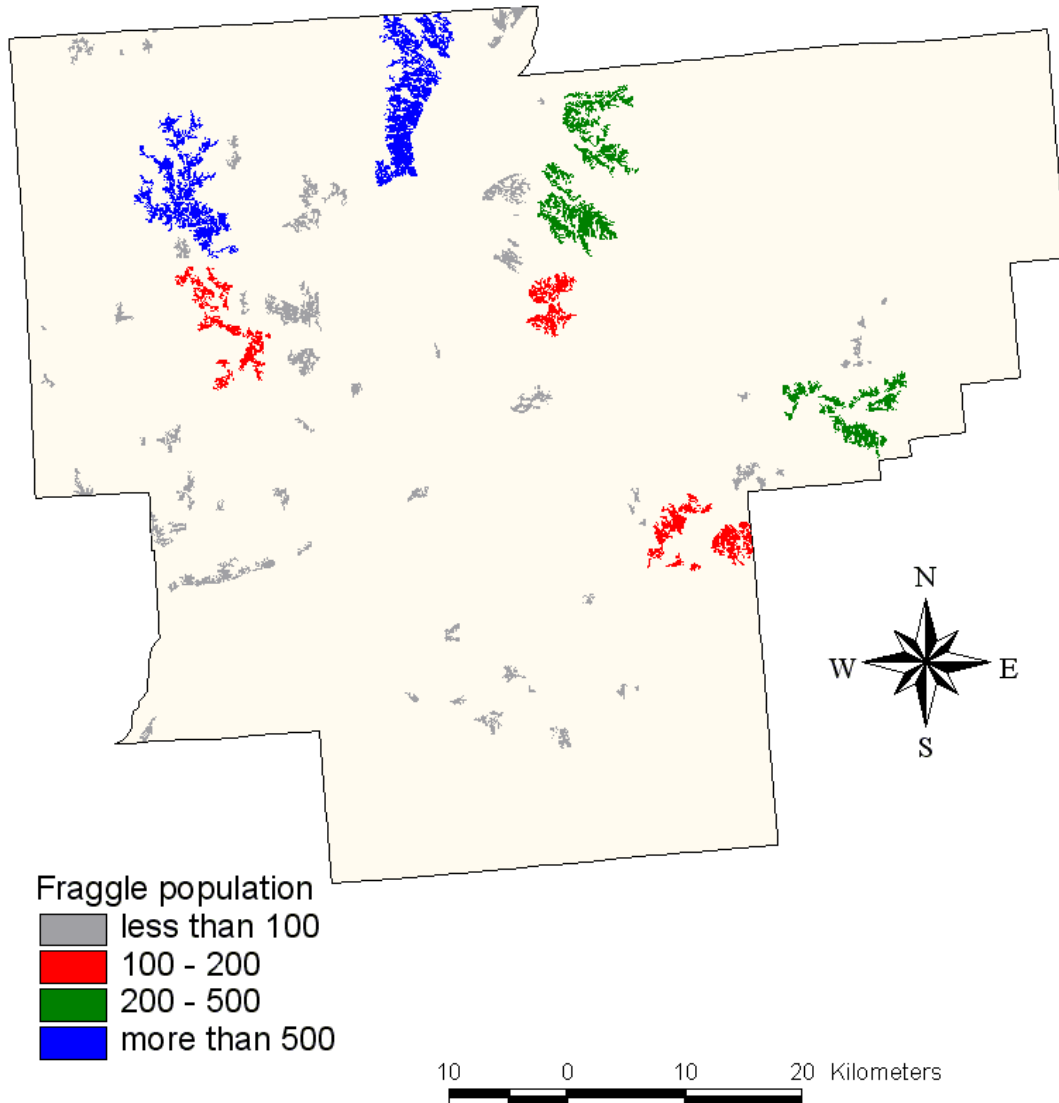 N
W E
S
Fraggle population
less than 100
100 - 200
200 - 500
more than 500
10 0 10 20 Kilometers